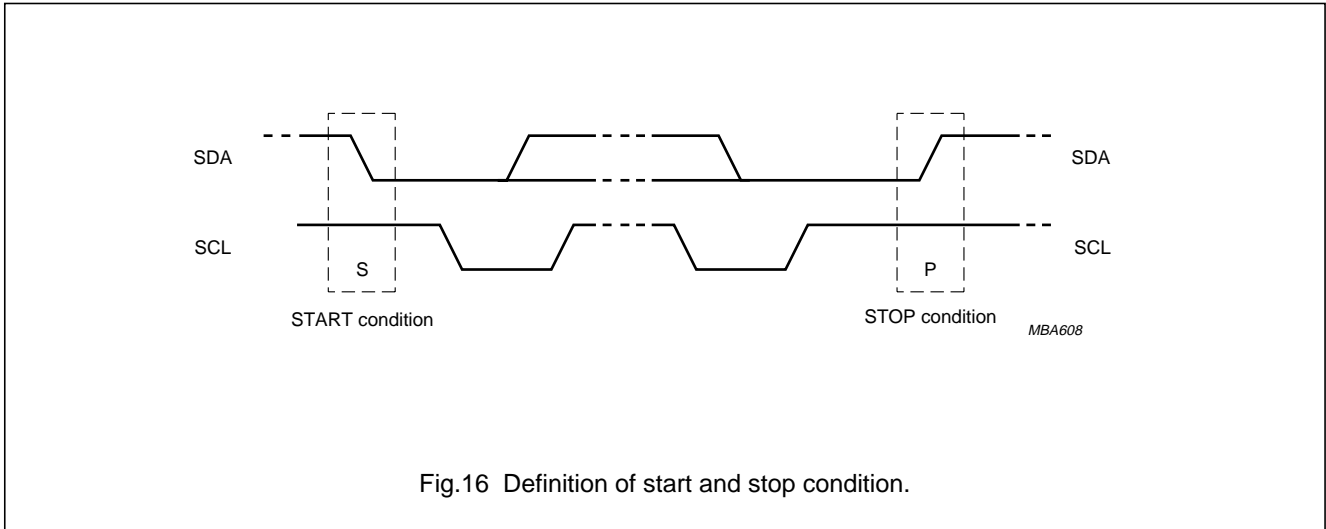 SDA
SDA
SCL
SCL
S
P
START condition
STOP condition
MBA608
Fig.16 Definition of start and stop condition.